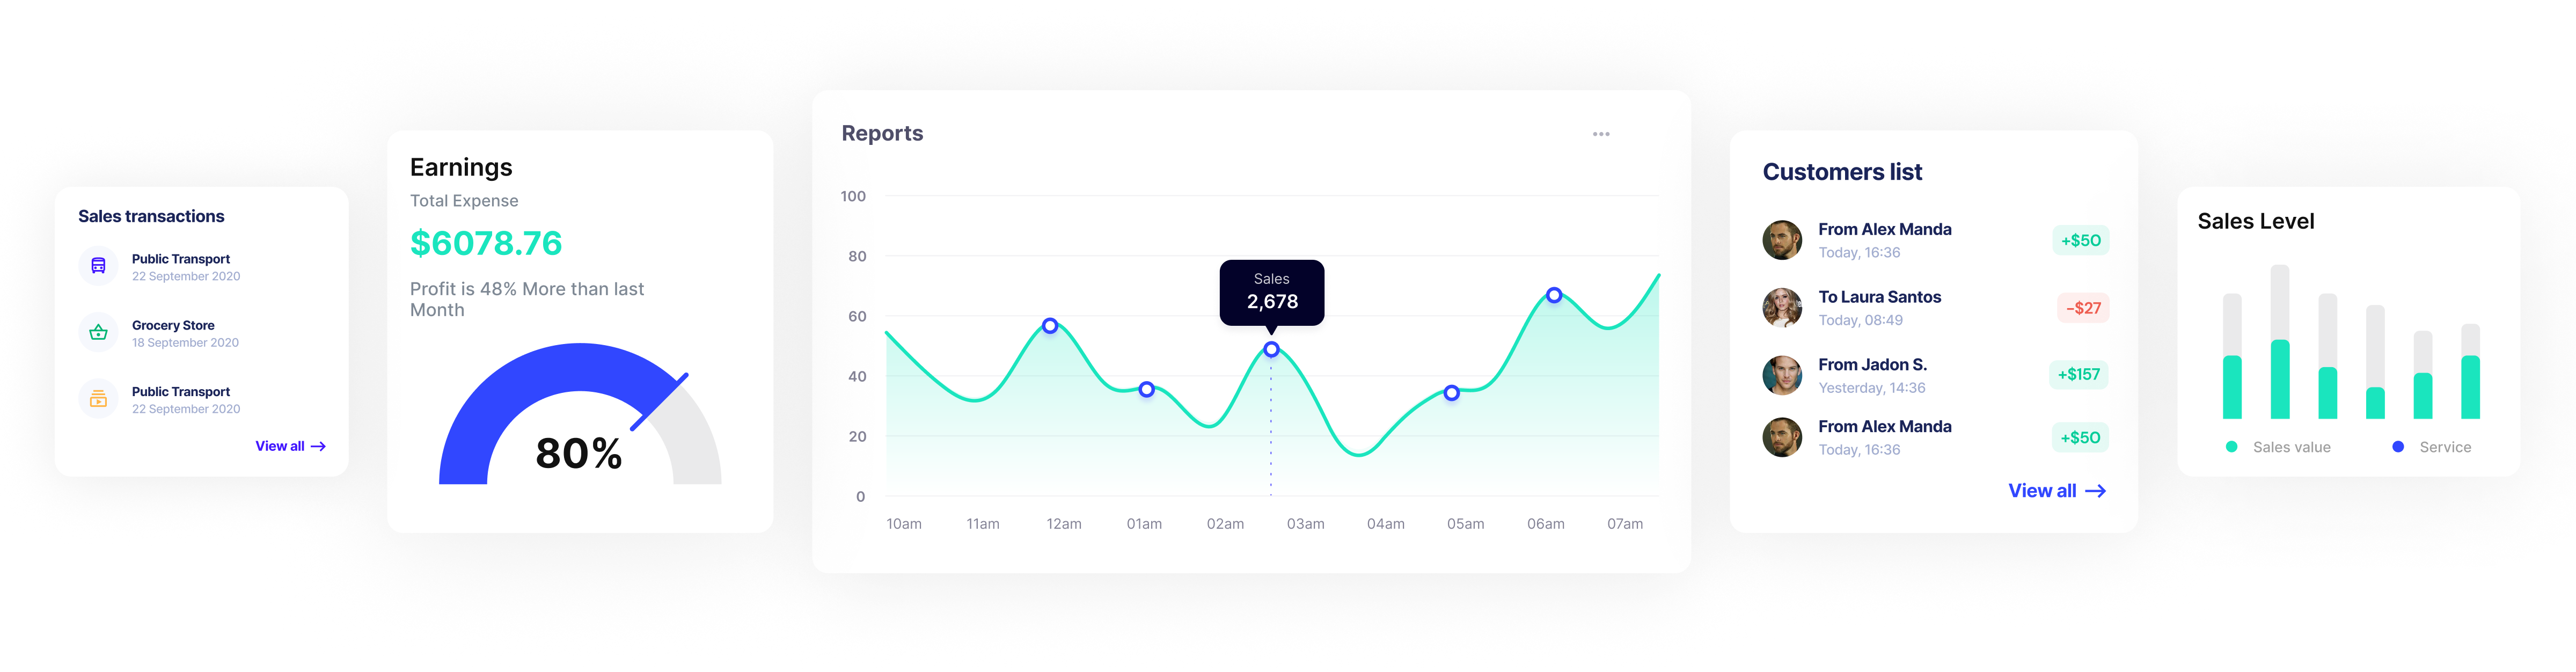 Sales transactions
Public Transport
22 September 2020
Grocery Store
18 September 2020
Public Transport
22 September 2020
View all →
Earnings
Total Expense
$6078.76
Profit is 48% More than last
Month
80%
Reports
100
80
60
40
20
0
Sales
2,678
10am 11am 12am 01am 02am 03am 04am 05am 06am 07am
Customers list
From Alex Manda
Today, 16:36
+$50
To Laura Santos
Today, 08:49
-$27
From Jadon S.
Yesterday, 14:36
+$157
From Alex Manda
Today, 16:36
+$50
View all →
Sales Level
Sales value
Service